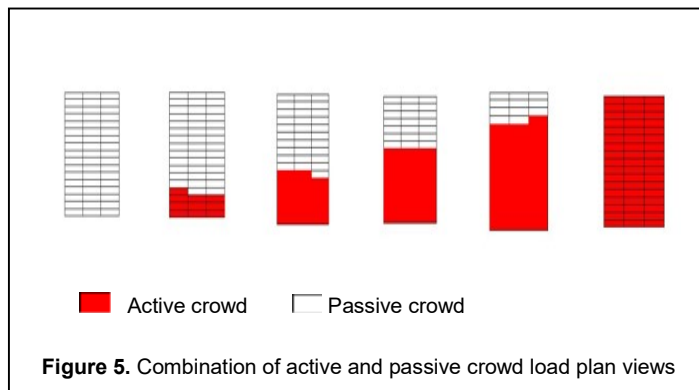 Active crowd Passive crowd
Figure 5. Combination of active and passive crowd load plan views